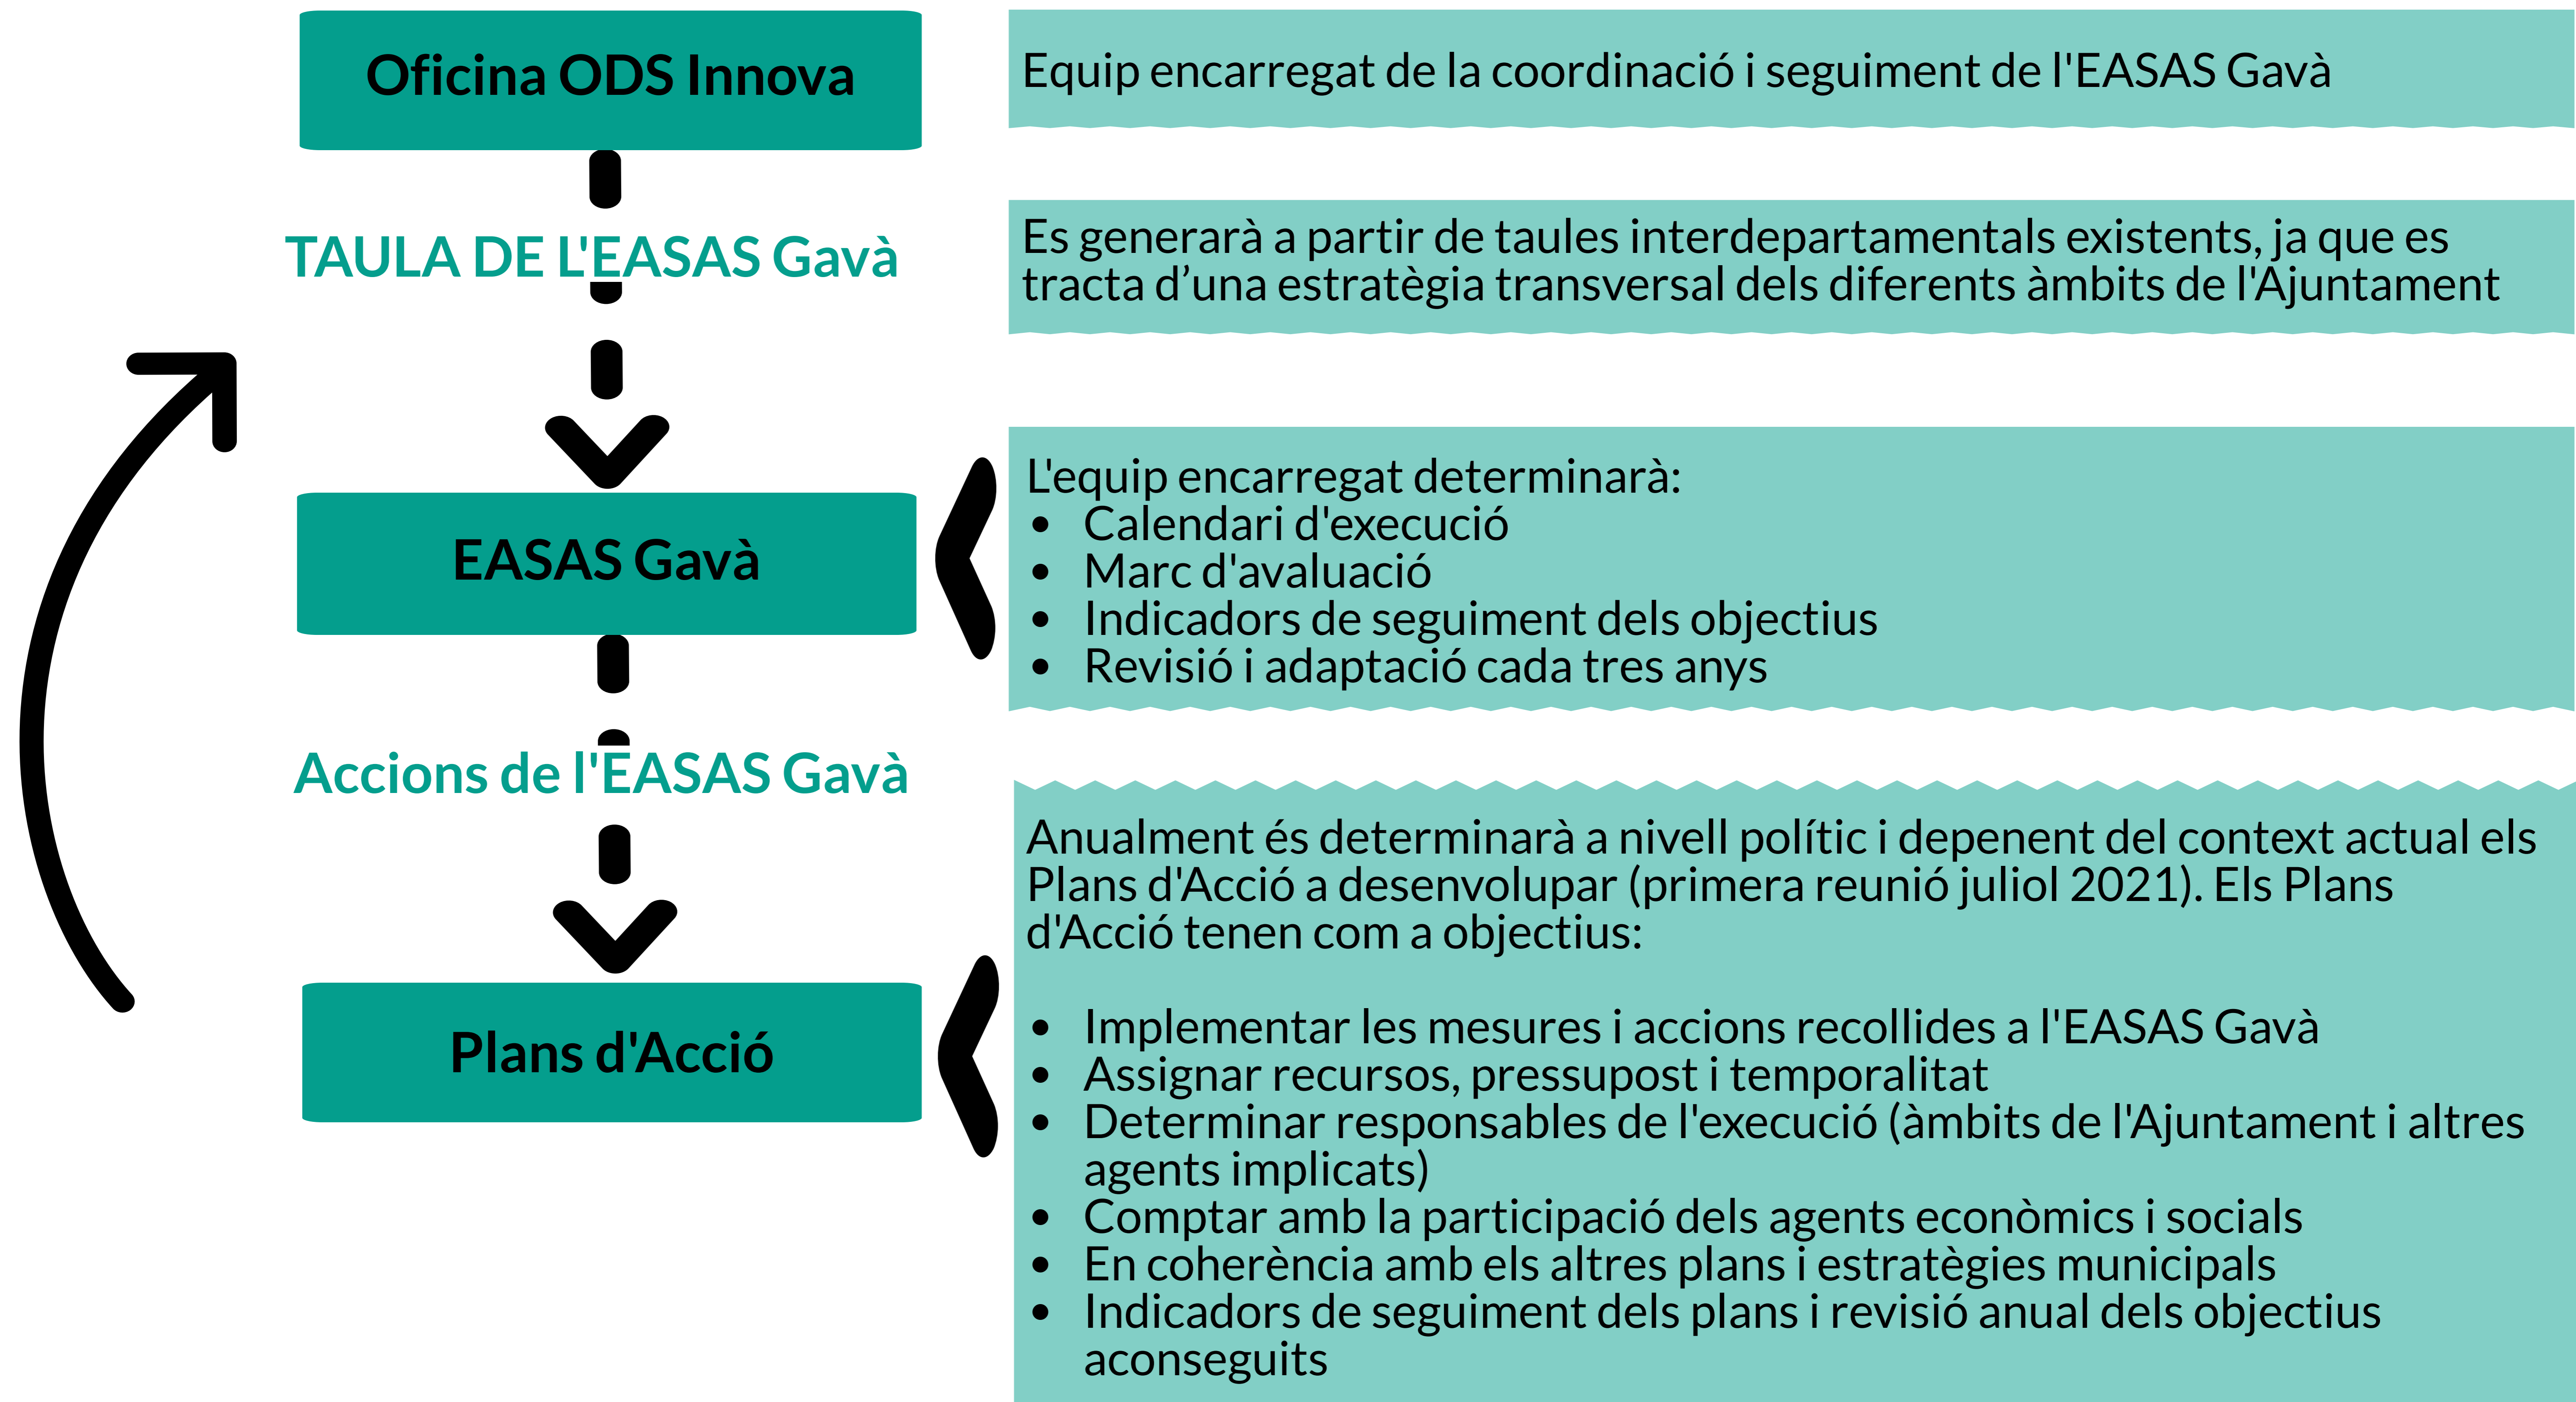 Oficina ODS Innova
Equip encarregat de la coordinació i seguiment de l'EASAS Gavà
TAULA DE L'EASAS Gavà
Es generarà a partir de taules interdepartamentals existents, ja que es
tracta d’una estratègia transversal dels diferents àmbits de l'Ajuntament
EASAS Gavà
L'equip encarregat determinarà:
• Calendari d'execució
• Marc d'avaluació
• Indicadors de seguiment dels objectius
• Revisió i adaptació cada tres anys
Accions de l'EASAS Gavà
Plans d'Acció
Anualment és determinarà a nivell polític i depenent del context actual els
Plans d'Acció a desenvolupar (primera reunió juliol 2021). Els Plans
d'Acció tenen com a objectius:
• Implementar les mesures i accions recollides a l'EASAS Gavà
• Assignar recursos, pressupost i temporalitat
• Determinar responsables de l'execució (àmbits de l'Ajuntament i altres
agents implicats)
• Comptar amb la participació dels agents econòmics i socials
• En coherència amb els altres plans i estratègies municipals
• Indicadors de seguiment dels plans i revisió anual dels objectius
aconseguits